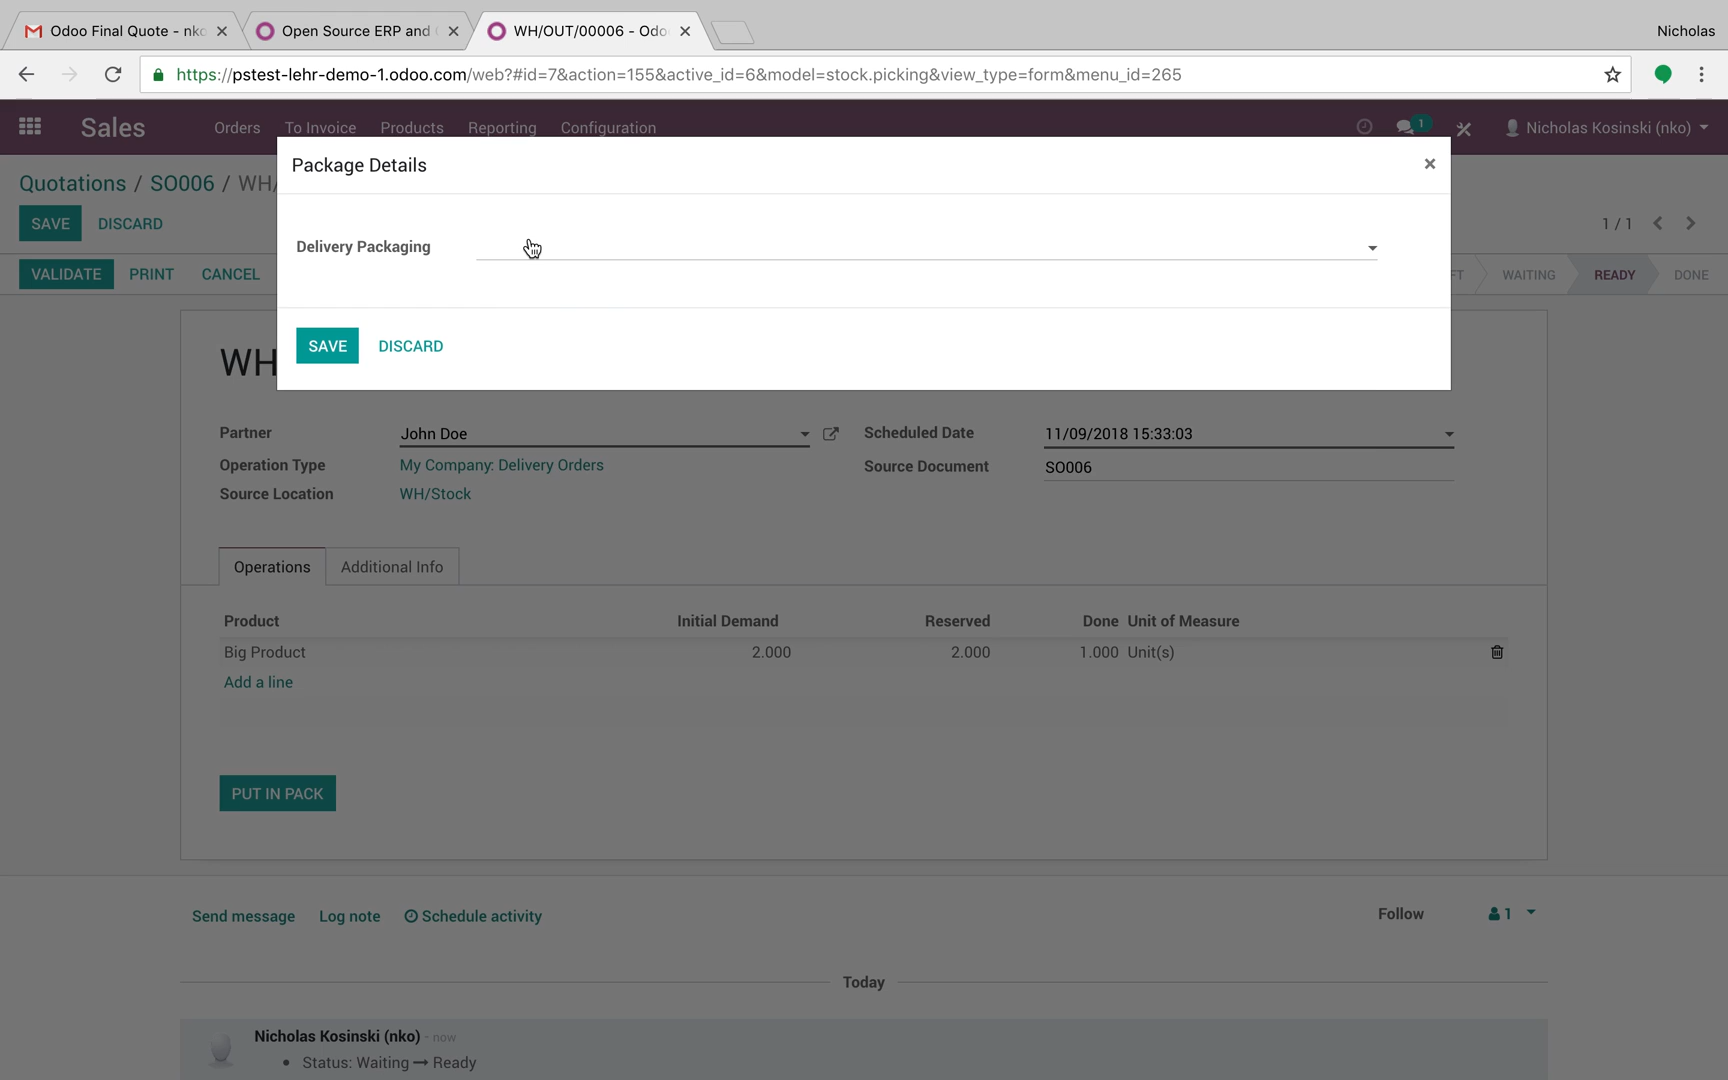 Odoo Final Quote - nko
Open Source ERP and
WH/OUT/00006 - Odo
Nicholas
https://pstest-lehr-demo-1.odoo.com/web?#id=7&action=155&active_id=6&model=stock.picking&view_type=form&menu_id=265
Sales
Orders
To Invoice
Products
Reporting
Configuration
1
Nicholas Kosinski (nko)
Package Details
×
Quotations / SO006 / WH/
SAVE
DISCARD
1 / 1
Delivery Packaging
VALIDATE
PRINT
CANCEL
WAITING
READY
DONE
SAVE
DISCARD
WH
Partner
John Doe
Scheduled Date
11/09/2018 15:33:03
Operation Type
My Company: Delivery Orders
Source Document
SO006
Source Location
WH/Stock
Operations
Additional Info
Product
Initial Demand
Reserved
Done
Unit of Measure
Big Product
2.000
2.000
1.000
Unit(s)
Add a line
PUT IN PACK
Send message
Log note
Schedule activity
Follow
1
Today
Nicholas Kosinski (nko) - now
• Status: Waiting → Ready